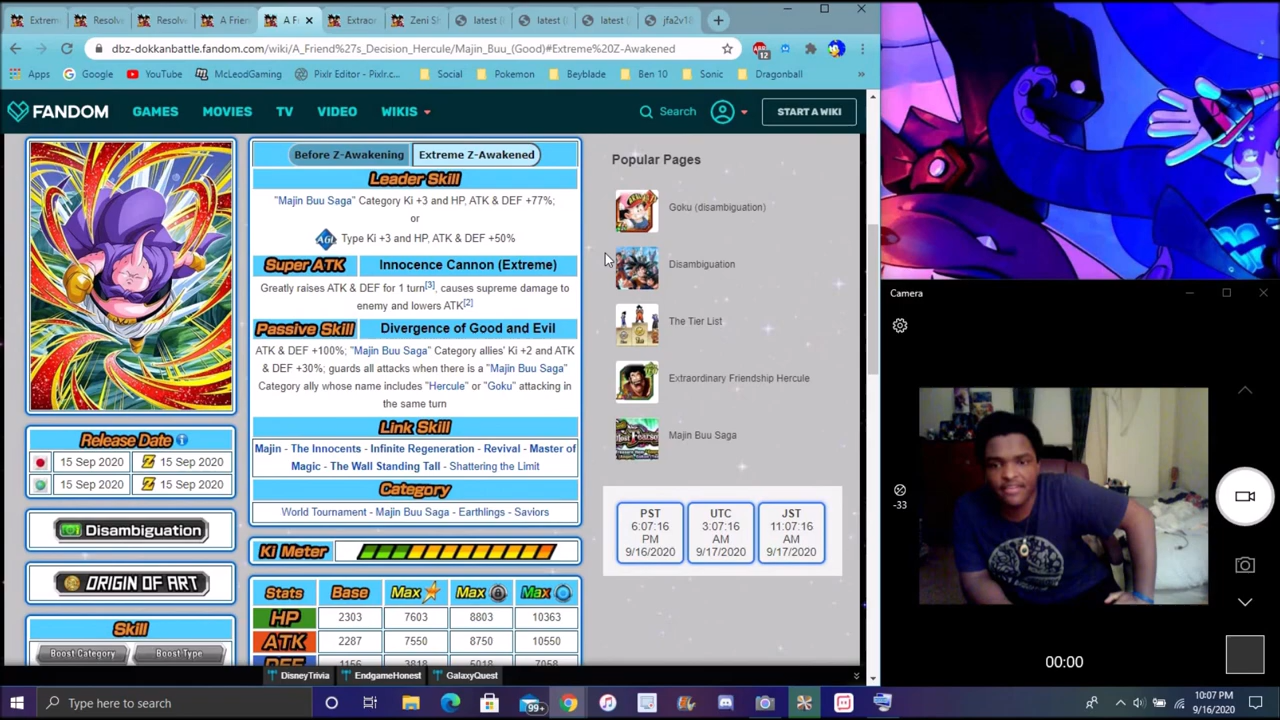 Extrem
Resolv
Resolv
A Frien
A F
Extrao
Zeni Sh
latest (
latest (
latest (
jfa2v18
dbz-dokkanbattle.fandom.com/wiki/A_Friend%27s_Decision_Hercule/Majin_Buu_(Good)#Extreme%20Z-Awakened
ABP
12
Apps
Google
YouTube
McLeodGaming
Pixlr Editor - Pixlr.c...
Social
Pokemon
Beyblade
Ben 10
Sonic
Dragonball
»
FANDOM
GAMES
MOVIES
TV
VIDEO
WIKIS
Search
START A WIKI
Before Z-Awakening
Extreme Z-Awakened
Leader Skill
"Majin Buu Saga" Category Ki +3 and HP, ATK & DEF +77%;
or
AGL Type Ki +3 and HP, ATK & DEF +50%
Super ATK
Innocence Cannon (Extreme)
Greatly raises ATK & DEF for 1 turn[3], causes supreme damage to
enemy and lowers ATK[2]
Passive Skill
Divergence of Good and Evil
ATK & DEF +100%; "Majin Buu Saga" Category allies' Ki +2 and ATK
& DEF +30%; guards all attacks when there is a "Majin Buu Saga"
Category ally whose name includes "Hercule" or "Goku" attacking in
the same turn
Link Skill
Majin - The Innocents - Infinite Regeneration - Revival - Master of
Magic - The Wall Standing Tall - Shattering the Limit
Category
World Tournament - Majin Buu Saga - Earthlings - Saviors
Ki Meter
Stats Base Max Max Max
HP 2303 7603 8803 10363
ATK 2287 7550 8750 10550
DEF 1156 3818 6018 7058
Release Date
15 Sep 2020 Z 15 Sep 2020
15 Sep 2020 Z 15 Sep 2020
Disambiguation
ORIGIN OF ART
Skill
Boost Category
Boost Type
Popular Pages
Goku (disambiguation)
Disambiguation
The Tier List
Extraordinary Friendship Hercule
Majin Buu Saga
PST
6:07:16
PM
9/16/2020
UTC
3:07:16
AM
9/17/2020
JST
11:07:16
AM
9/17/2020
DisneyTrivia
EndgameHonest
GalaxyQuest
Camera
-33
00:00
Type here to search
99+
10:07 PM
9/16/2020